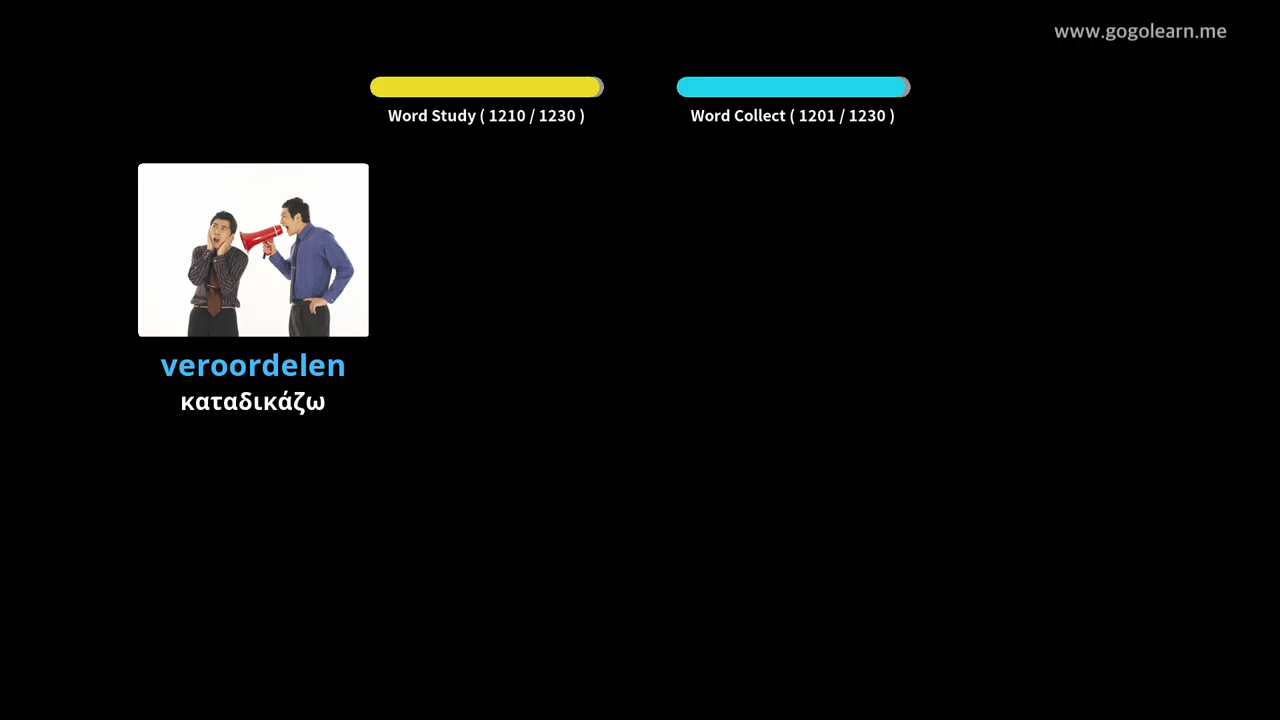 www.gogolearn.me
Word Study ( 1210 / 1230 )
Word Collect ( 1201 / 1230 )
veroordelen
καταδικάζω